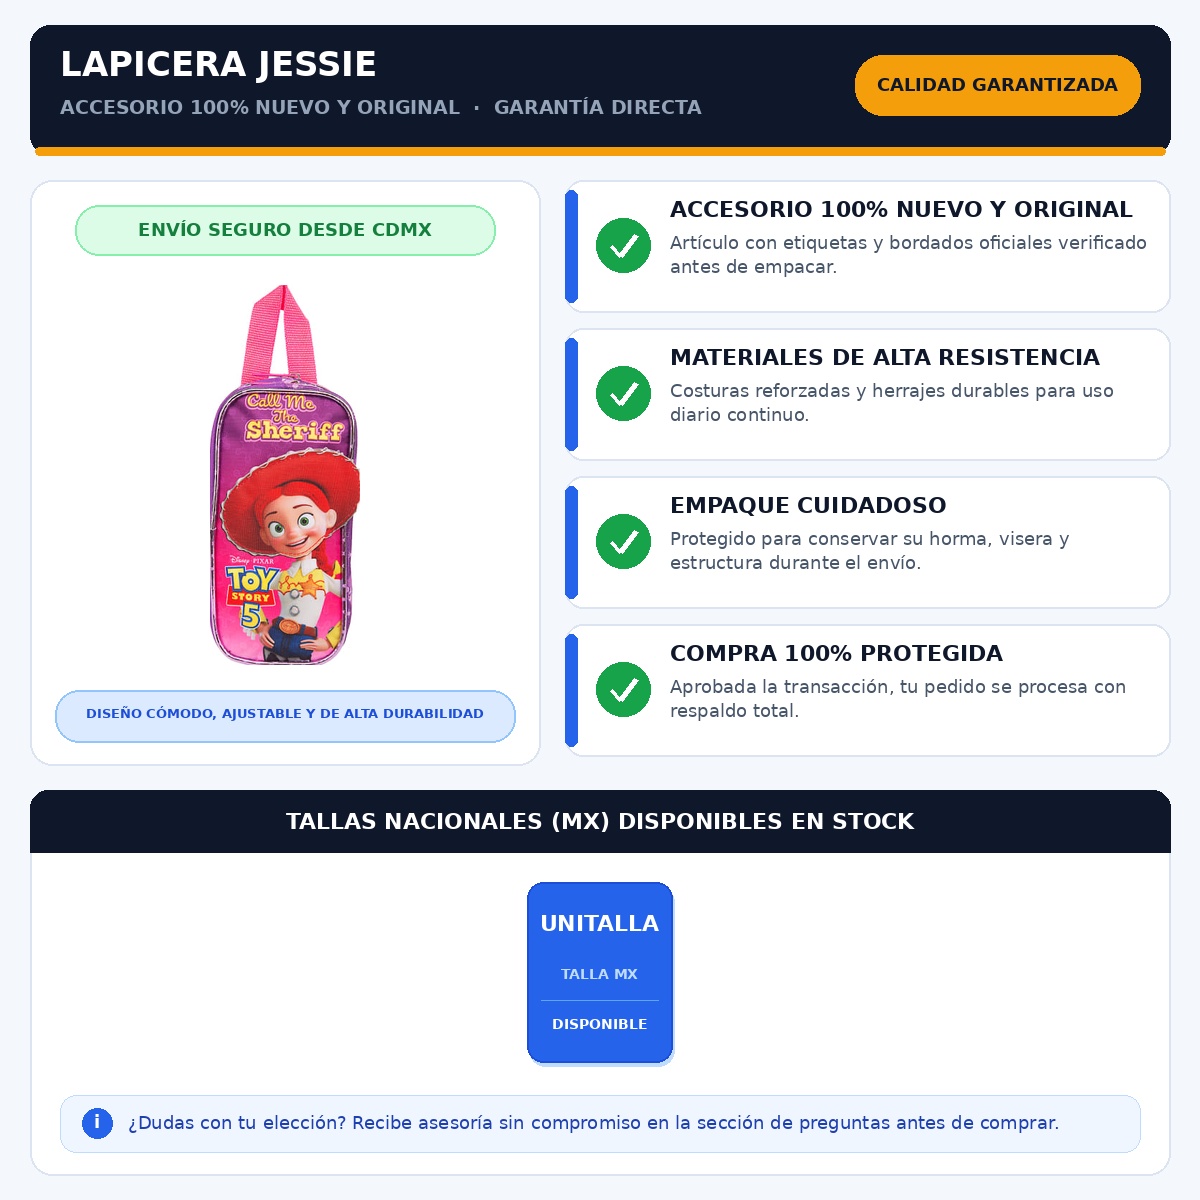 LAPICERA JESSIE
ACCESORIO 100% NUEVO Y ORIGINAL · GARANTÍA DIRECTA
CALIDAD GARANTIZADA
ENVÍO SEGURO DESDE CDMX
Call Me
The
Sheriff
Disney · PIXAR
TOY
STORY
5
DISEÑO CÓMODO, AJUSTABLE Y DE ALTA DURABILIDAD
ACCESORIO 100% NUEVO Y ORIGINAL
Artículo con etiquetas y bordados oficiales verificado
antes de empacar.
MATERIALES DE ALTA RESISTENCIA
Costuras reforzadas y herrajes durables para uso
diario continuo.
EMPAQUE CUIDADOSO
Protegido para conservar su horma, visera y
estructura durante el envío.
COMPRA 100% PROTEGIDA
Aprobada la transacción, tu pedido se procesa con
respaldo total.
TALLAS NACIONALES (MX) DISPONIBLES EN STOCK
UNITALLA
TALLA MX
DISPONIBLE
i ¿Dudas con tu elección? Recibe asesoría sin compromiso en la sección de preguntas antes de comprar.